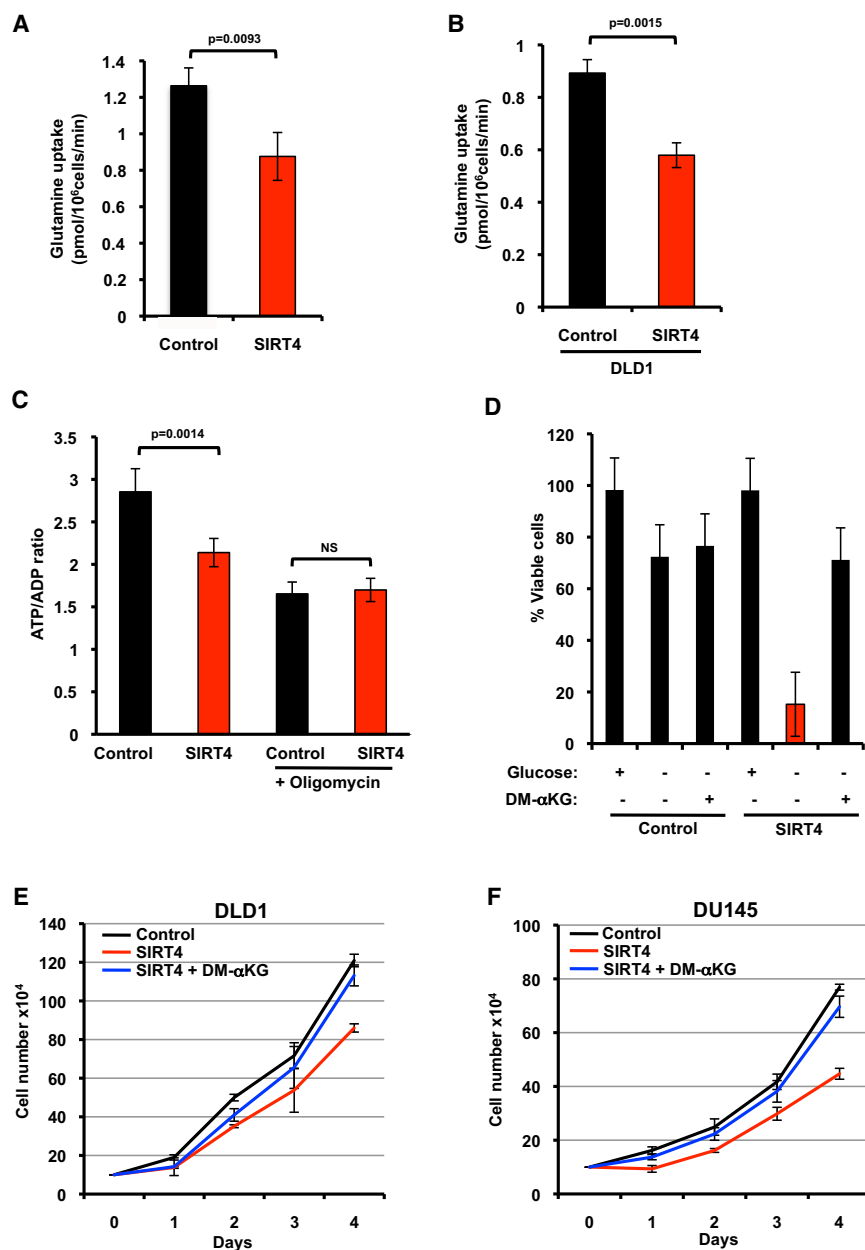 A
p=0.0093
Glutamine uptake
(pmol/10⁶cells/min)
1.4
1.2
1
0.8
0.6
0.4
0.2
0
Control SIRT4
B
p=0.0015
Glutamine uptake
(pmol/10⁶cells/min)
1
0.8
0.6
0.4
0.2
0
Control SIRT4
DLD1
C
p=0.0014
NS
ATP/ADP ratio
3.5
3
2.5
2
1.5
1
0.5
0
Control SIRT4 Control SIRT4
+ Oligomycin
D
% Viable cells
120
100
80
60
40
20
0
Glucose: + - - + - -
DM-αKG: - - + - - +
Control SIRT4
E
DLD1
Control
SIRT4
SIRT4 + DM-αKG
Cell number x10⁴
140
120
100
80
60
40
20
0
0 1 2 3 4
Days
F
DU145
Control
SIRT4
SIRT4 + DM-αKG
Cell number x10⁴
100
80
60
40
20
0
0 1 2 3 4
Days